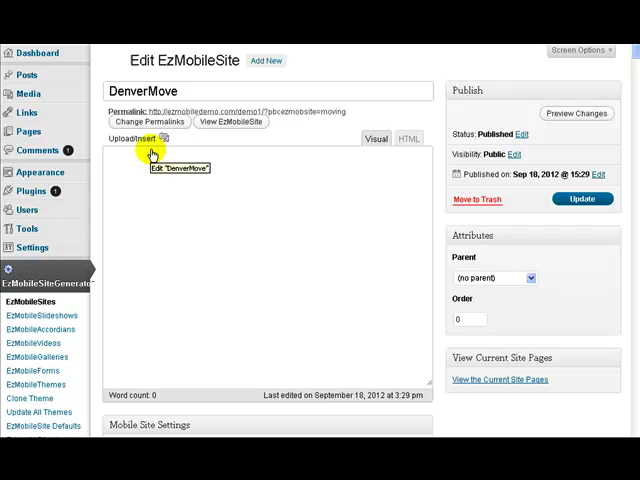 Dashboard
Posts
Media
Links
Pages
Comments 1
Appearance
Plugins 1
Users
Tools
Settings
EzMobileSiteGenerator
EzMobileSites
EzMobileSlideshows
EzMobileAccordians
EzMobileVideos
EzMobileGalleries
EzMobileForms
EzMobileThemes
Clone Theme
Update All Themes
EzMobileSite Defaults
Screen Options
Edit EzMobileSite Add New
DenverMove
Permalink: http://ezmobiledemo.com/demo1/?pbcezmobsite=moving
Change Permalinks View EzMobileSite
Upload/Insert Visual HTML
Edit "DenverMove"
Word count: 0 Last edited on September 18, 2012 at 3:29 pm
Mobile Site Settings
Publish
Preview Changes
Status: Published Edit
Visibility: Public Edit
Published on: Sep 18, 2012 @ 15:29 Edit
Move to Trash Update
Attributes
Parent
(no parent)
Order
0
View Current Site Pages
View the Current Site Pages